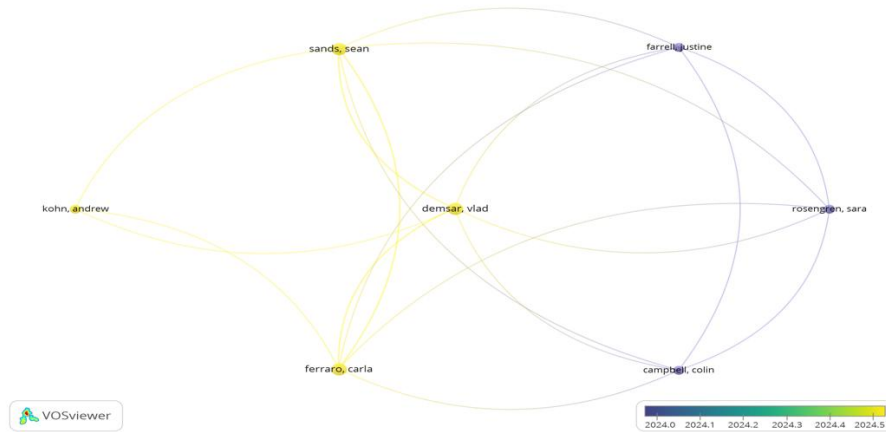 sands, sean
farrell, justine
kohn, andrew
demsar, vlad
rosengren, sara
ferraro, carla
campbell, colin
VOSviewer
2024.0 2024.1 2024.2 2024.3 2024.4 2024.5